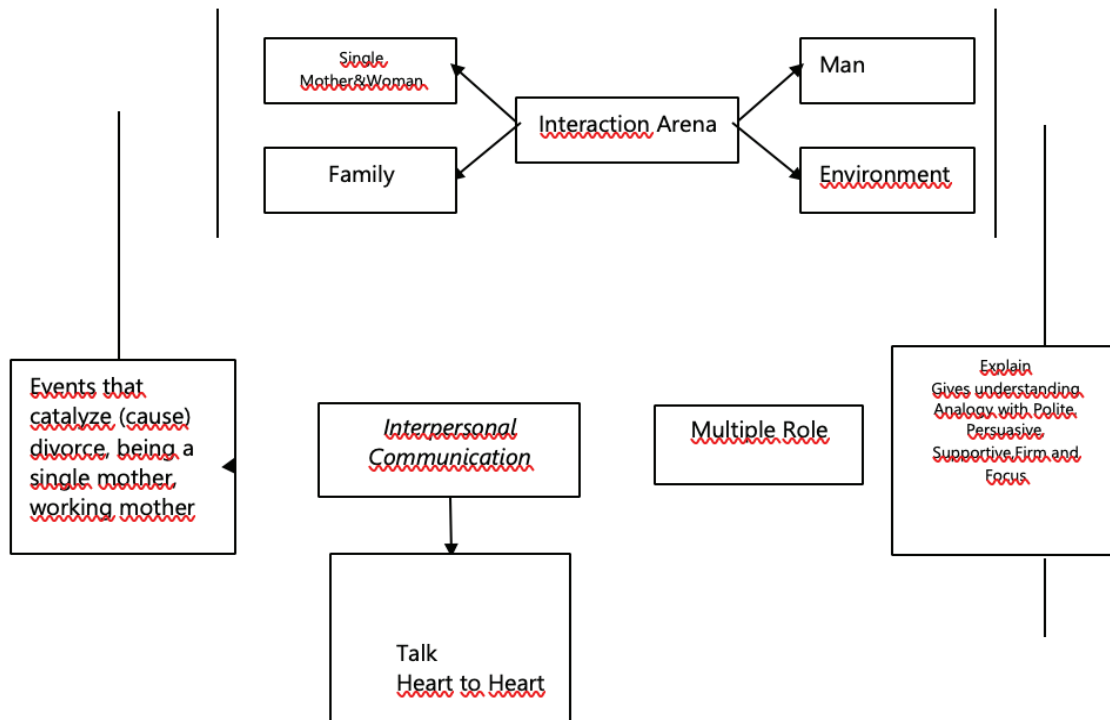 Single
Mother&Woman
Man
Interaction Arena
Family
Environment
Events that
catalyze (cause)
divorce, being a
single mother,
working mother
Interpersonal
Communication
Multiple Role
Explain
Gives understanding
Analogy with Polite,
Persuasive,
Supportive,Firm and
Focus
Talk
Heart to Heart